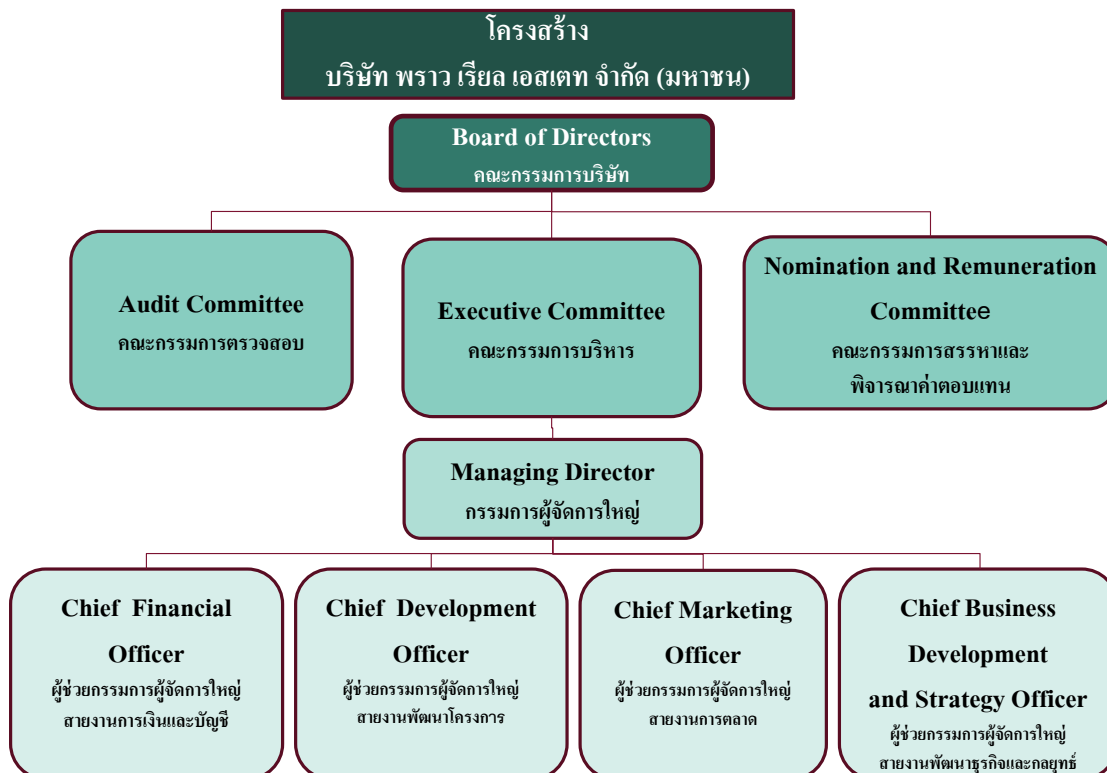 โครงสร้าง
บริษัท พราว เรียล เอสเตท จำกัด (มหาชน)
Board of Directors
คณะกรรมการบริษัท
Audit Committee
คณะกรรมการตรวจสอบ
Executive Committee
คณะกรรมการบริหาร
Nomination and Remuneration
Committee
คณะกรรมการสรรหาและ
พิจารณาค่าตอบแทน
Managing Director
กรรมการผู้จัดการใหญ่
Chief Financial
Officer
ผู้ช่วยกรรมการผู้จัดการใหญ่
สายงานการเงินและบัญชี
Chief Development
Officer
ผู้ช่วยกรรมการผู้จัดการใหญ่
สายงานพัฒนาโครงการ
Chief Marketing
Officer
ผู้ช่วยกรรมการผู้จัดการใหญ่
สายงานการตลาด
Chief Business
Development
and Strategy Officer
ผู้ช่วยกรรมการผู้จัดการใหญ่
สายงานพัฒนาธุรกิจและกลยุทธ์